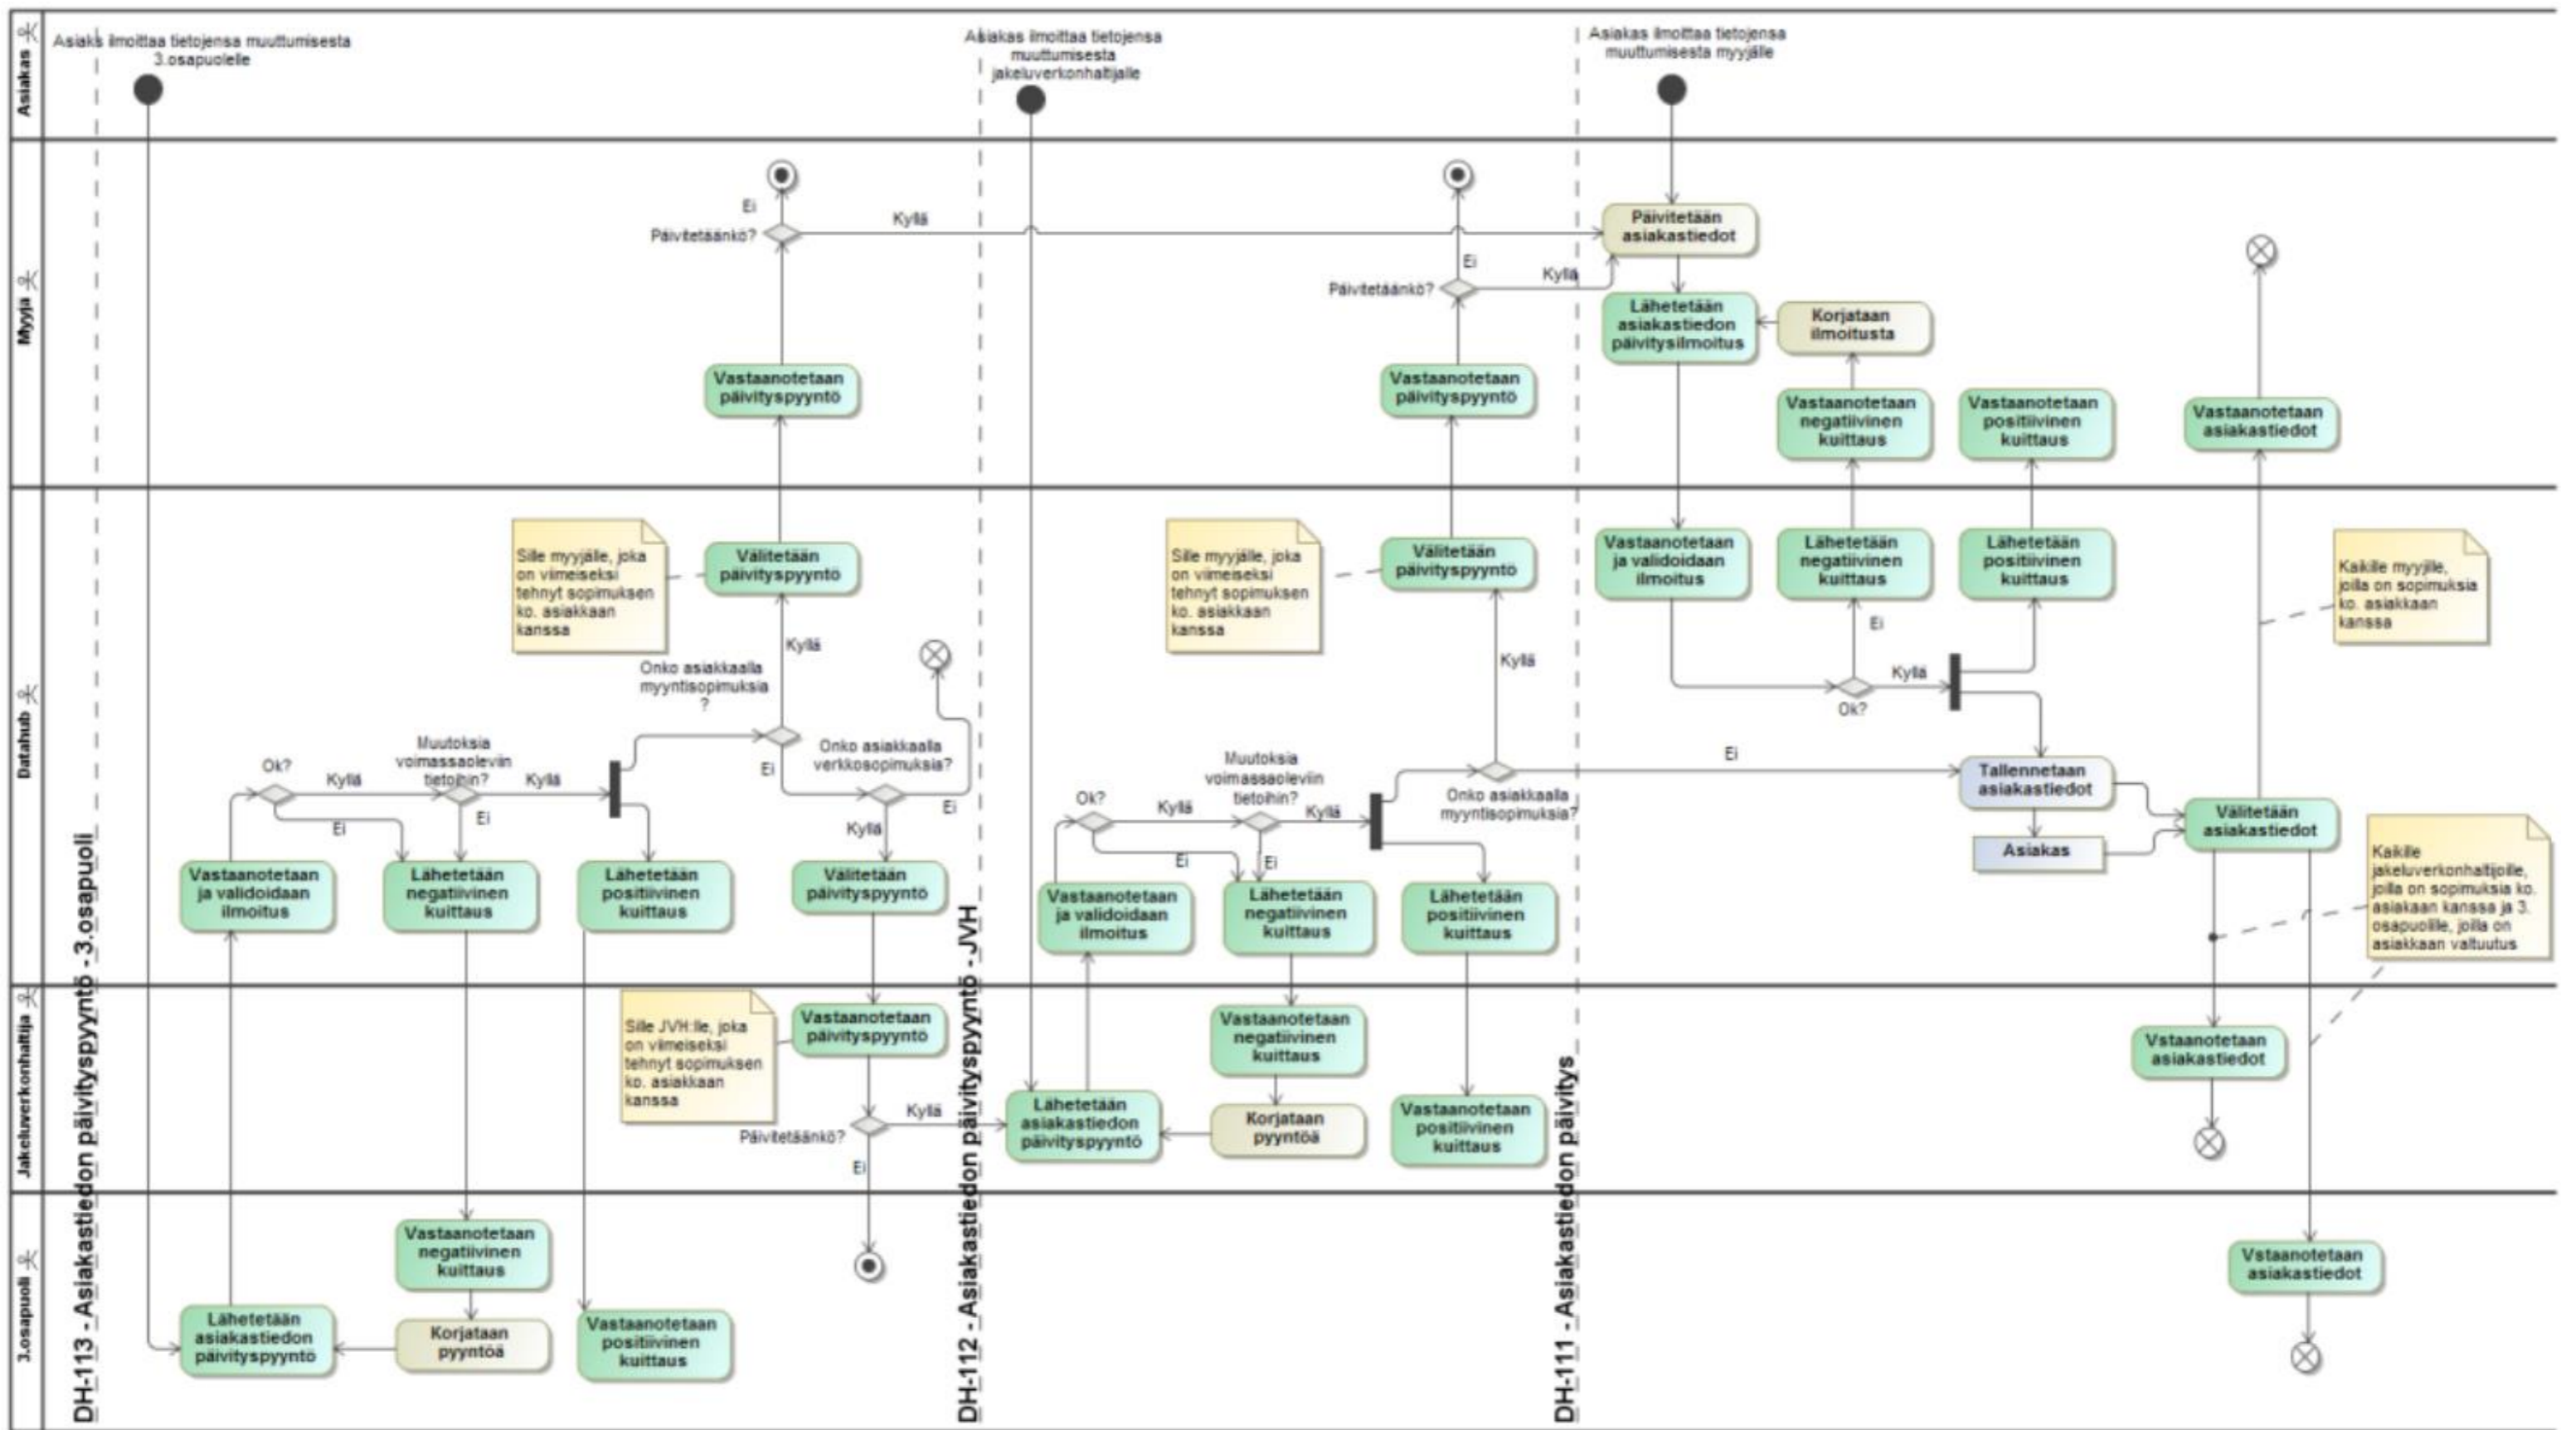 Asiakas
Asiaks ilmoittaa tietojensa muuttumisesta
3.osapuolelle
Asiakas ilmoittaa tietojensa
muuttumisesta
jakeluverkonhaltijalle
Asiakas ilmoittaa tietojensa
muuttumisesta myyjälle
Myyjä
Ei
Päivitetäänkö?
Kyllä
Vastaanotetaan
päivityspyyntö
Ei
Päivitetäänkö?
Kyllä
Vastaanotetaan
päivityspyyntö
Päivitetään
asiakastiedot
Lähetetään
asiakastiedon
päivitysilmoitus
Korjataan
ilmoitusta
Vastaanotetaan
negatiivinen
kuittaus
Vastaanotetaan
positiivinen
kuittaus
Vastaanotetaan
asiakastiedot
Datahub
Sille myyjälle, joka
on viimeiseksi
tehnyt sopimuksen
ko. asiakkaan
kanssa
Välitetään
päivityspyyntö
Kyllä
Onko asiakkaalla
myyntisopimuksia
?
Ei
Onko asiakkaalla
verkkosopimuksia?
Ei
Kyllä
Ok?
Kyllä
Ei
Muutoksia
voimassaoleviin
tietoihin?
Kyllä
Ei
Vastaanotetaan
ja validoidaan
ilmoitus
Lähetetään
negatiivinen
kuittaus
Lähetetään
positiivinen
kuittaus
Välitetään
päivityspyyntö
Sille myyjälle, joka
on viimeiseksi
tehnyt sopimuksen
ko. asiakkaan
kanssa
Välitetään
päivityspyyntö
Kyllä
Ok?
Kyllä
Ei
Muutoksia
voimassaoleviin
tietoihin?
Kyllä
Ei
Onko asiakkaalla
myyntisopimuksia?
Ei
Vastaanotetaan
ja validoidaan
ilmoitus
Lähetetään
negatiivinen
kuittaus
Lähetetään
positiivinen
kuittaus
Vastaanotetaan
ja validoidaan
ilmoitus
Lähetetään
negatiivinen
kuittaus
Lähetetään
positiivinen
kuittaus
Ei
Kyllä
Ok?
Tallennetaan
asiakastiedot
Asiakas
Välitetään
asiakastiedot
Kaikille myyjille,
joilla on sopimuksia
ko. asiakkaan
kanssa
Kaikille
jakeluverkonhaltijoille,
joilla on sopimuksia ko.
asiakaan kanssa ja 3.
osapuolille, joilla on
asiakkaan valtuutus
Jakeluverkonhaltija
Sille JVH:lle, joka
on viimeiseksi
tehnyt sopimuksen
ko. asiakkaan
kanssa
Vastaanotetaan
päivityspyyntö
Päivitetäänkö?
Kyllä
Ei
Lähetetään
asiakastiedon
päivityspyyntö
Vastaanotetaan
negatiivinen
kuittaus
Korjataan
pyyntöä
Vastaanotetaan
positiivinen
kuittaus
Vstaanotetaan
asiakastiedot
3.osapuoli
Lähetetään
asiakastiedon
päivityspyyntö
Vastaanotetaan
negatiivinen
kuittaus
Korjataan
pyyntöä
Vastaanotetaan
positiivinen
kuittaus
Vstaanotetaan
asiakastiedot
DH-113 - Asiakastiedon päivityspyyntö - 3.osapuoli
DH-112 - Asiakastiedon päivityspyyntö - JVH
DH-111 - Asiakastiedon päivitys